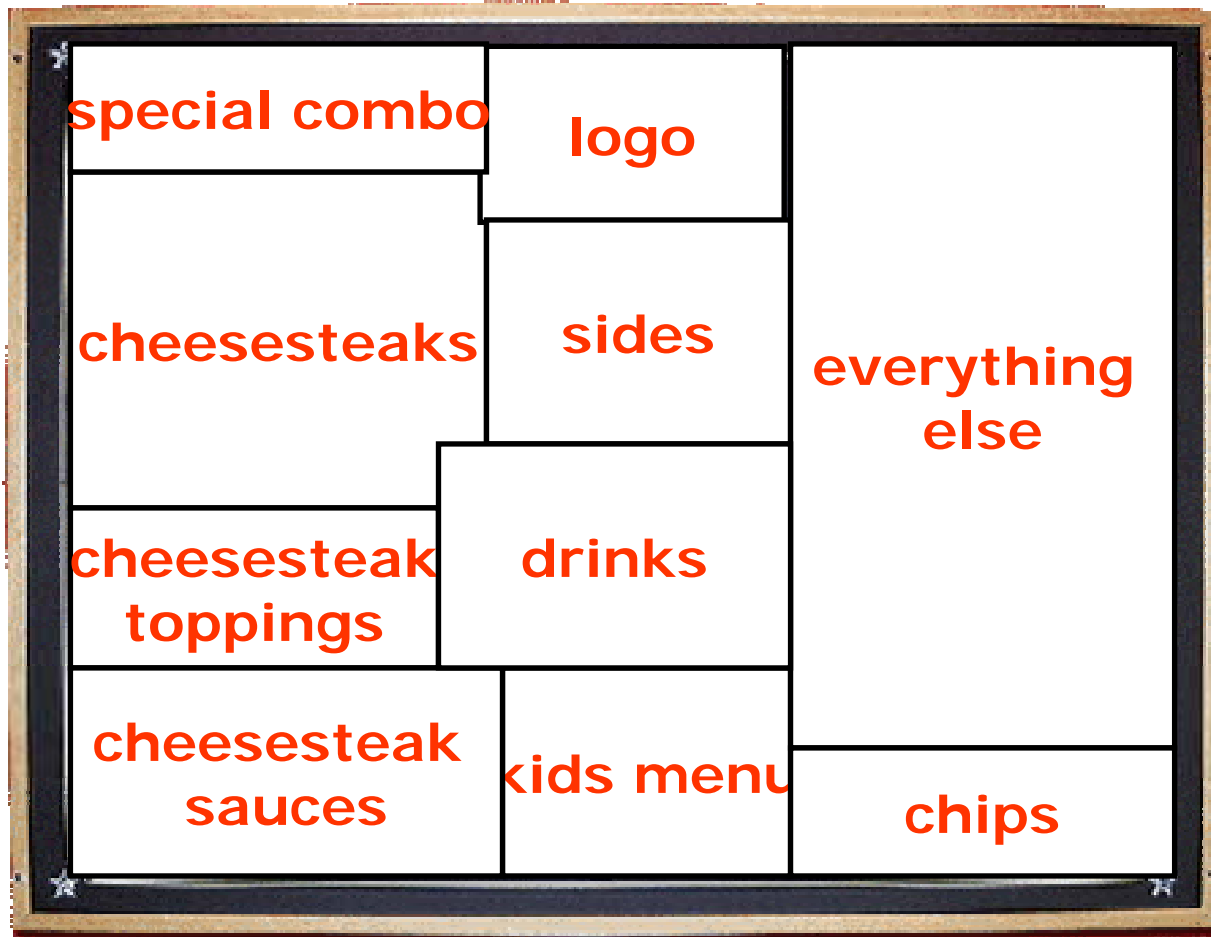 special combo
logo
cheesesteaks
sides
everything
else
cheesesteak
toppings
drinks
cheesesteak
sauces
kids menu
chips